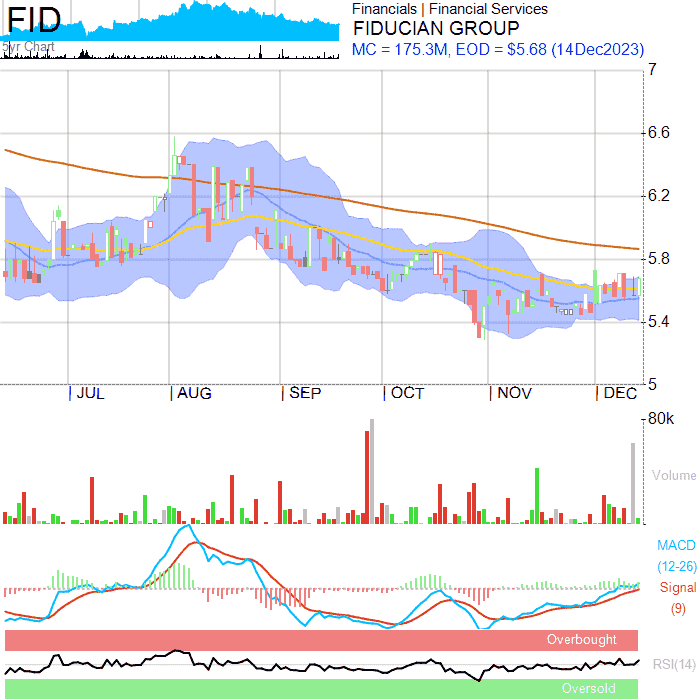 FID
5yr Chart
Financials | Financial Services
FIDUCIAN GROUP
MC = 175.3M, EOD = $5.68 (14Dec2023)
7
6.6
6.2
5.8
5.4
5
| JUL | AUG | SEP | OCT | NOV | DEC
80k
Volume
MACD
(12-26)
Signal
(9)
Overbought
RSI(14)
Oversold